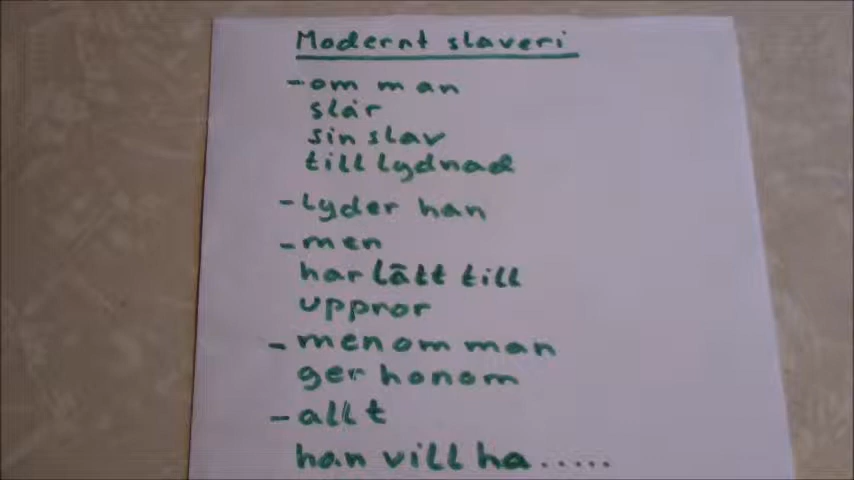 Modernt slaveri
-om man
slår
sin slav
till lydnad
-lyder han
-men
har lätt till
uppror
-men om man
ger honom
-allt
han vill ha.....